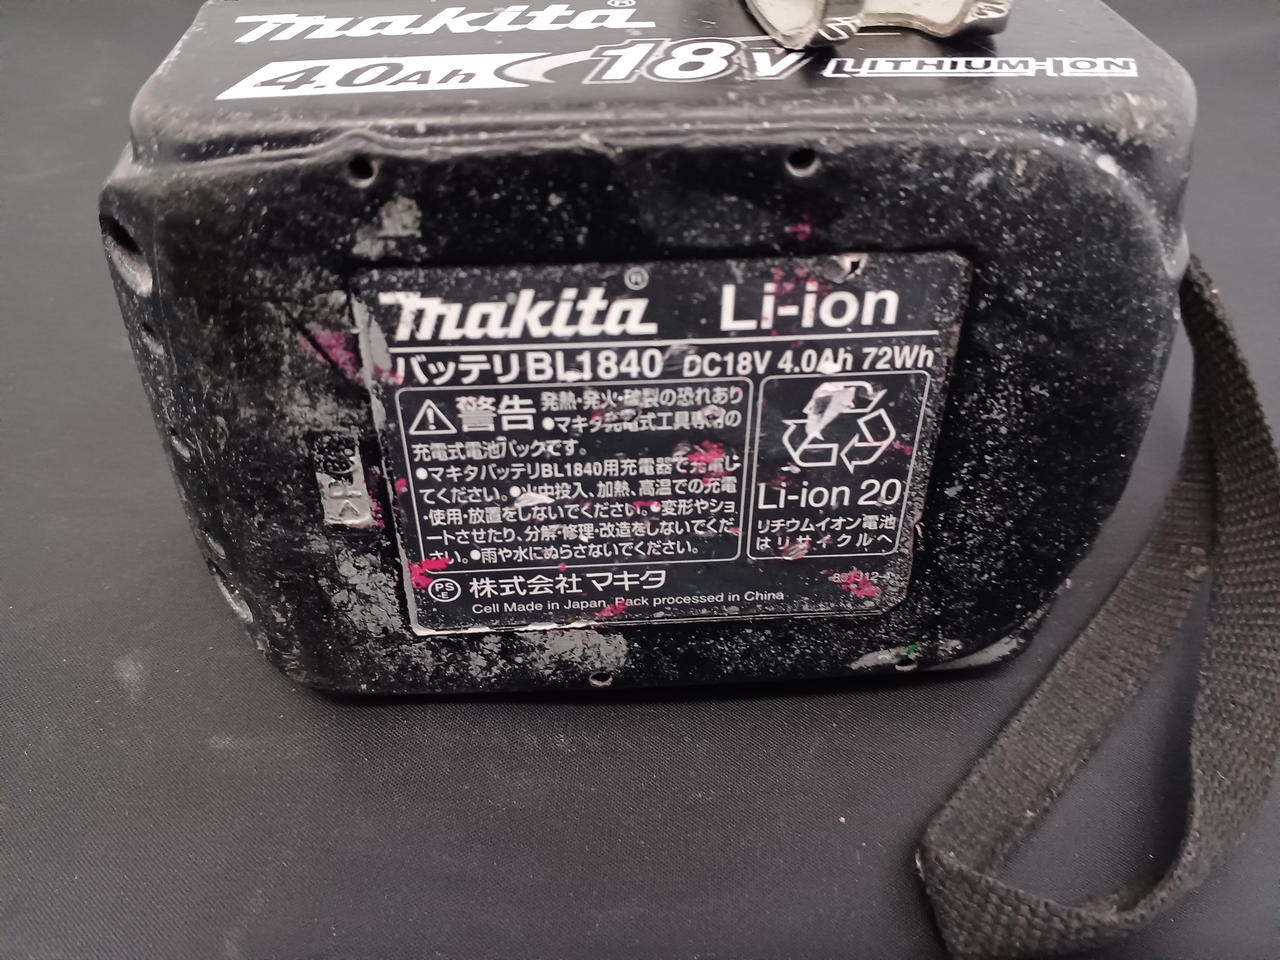 makita®
4.0Ah 18V LITHIUM-ION
makita® Li-ion
バッテリBL1840 DC18V 4.0Ah 72Wh
警告 発熱・発火・破裂の恐れあり
●マキタ充電式工具専用の
充電式電池パックです。
●マキタバッテリBL1840用充電器で充電し
てください。●火中投入、加熱、高温での充電
・使用・放置をしないでください。●変形やショ
ートさせたり、分解・修理・改造をしないでくだ
さい。●雨や水にぬらさないでください。
Li-ion 20
リチウムイオン電池
はリサイクルへ
PS
E 株式会社マキタ
Cell Made in Japan, Pack processed in China